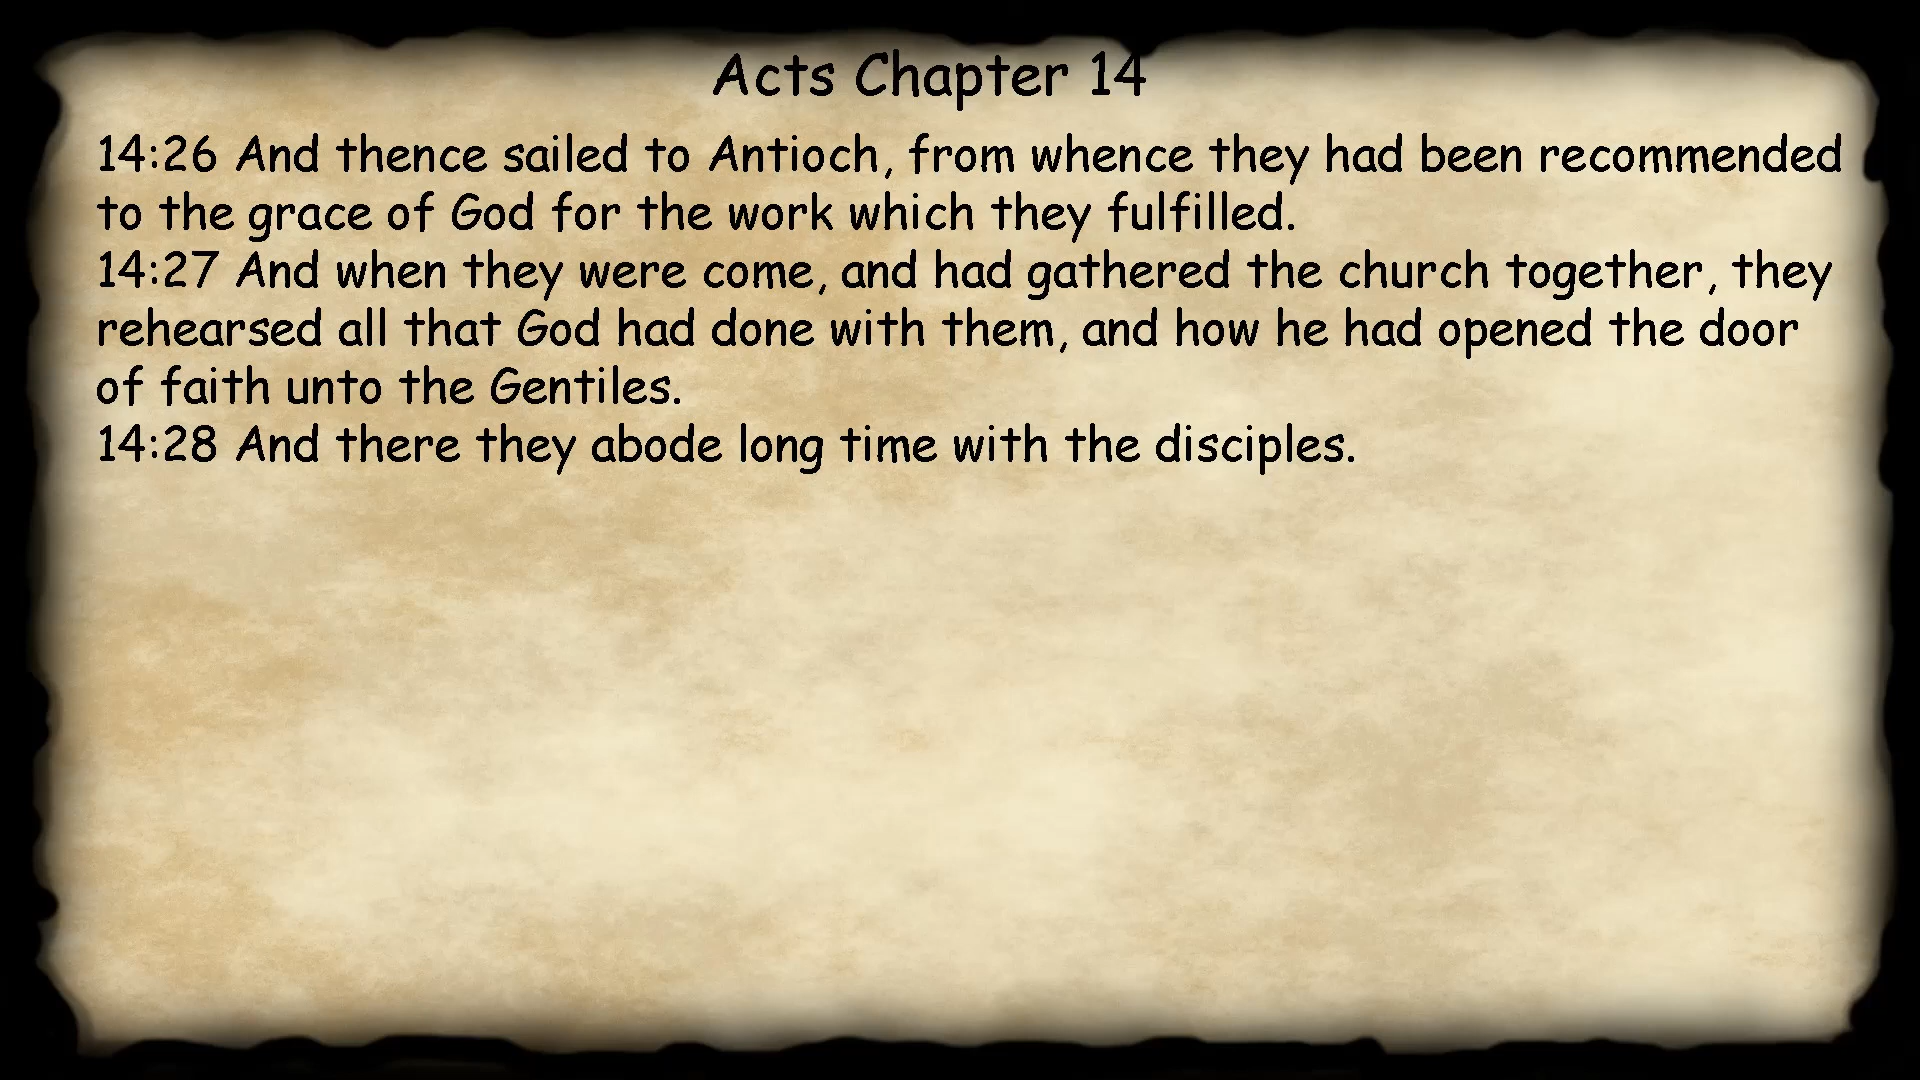 Acts Chapter 14
14:26 And thence sailed to Antioch, from whence they had been recommended
to the grace of God for the work which they fulfilled.
14:27 And when they were come, and had gathered the church together, they
rehearsed all that God had done with them, and how he had opened the door
of faith unto the Gentiles.
14:28 And there they abode long time with the disciples.